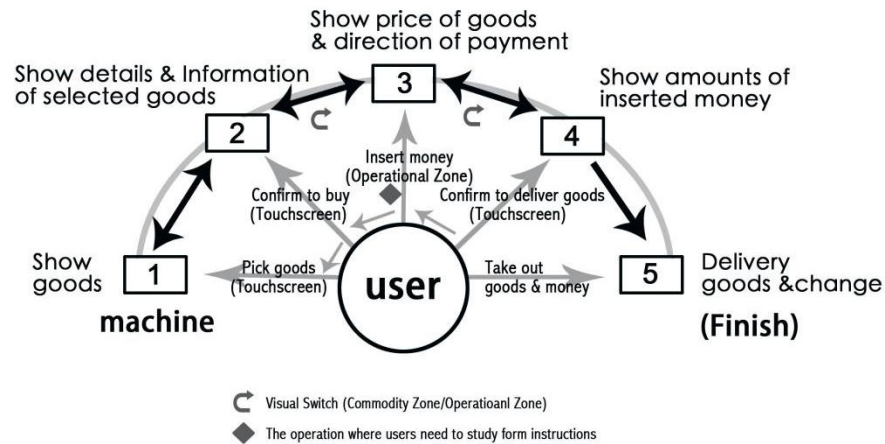 Show price of goods
& direction of payment
3
Show details & Information
of selected goods
2
Show amounts of
inserted money
4
Insert money
(Operational Zone)
Confirm to buy
(Touchscreen)
Confirm to deliver goods
(Touchscreen)
Show
goods
1
Pick goods
(Touchscreen)
user
Take out
goods & money
5
Delivery
goods &change
machine
(Finish)
Visual Switch (Commodity Zone/Operatioanl Zone)
The operation where users need to study form instructions